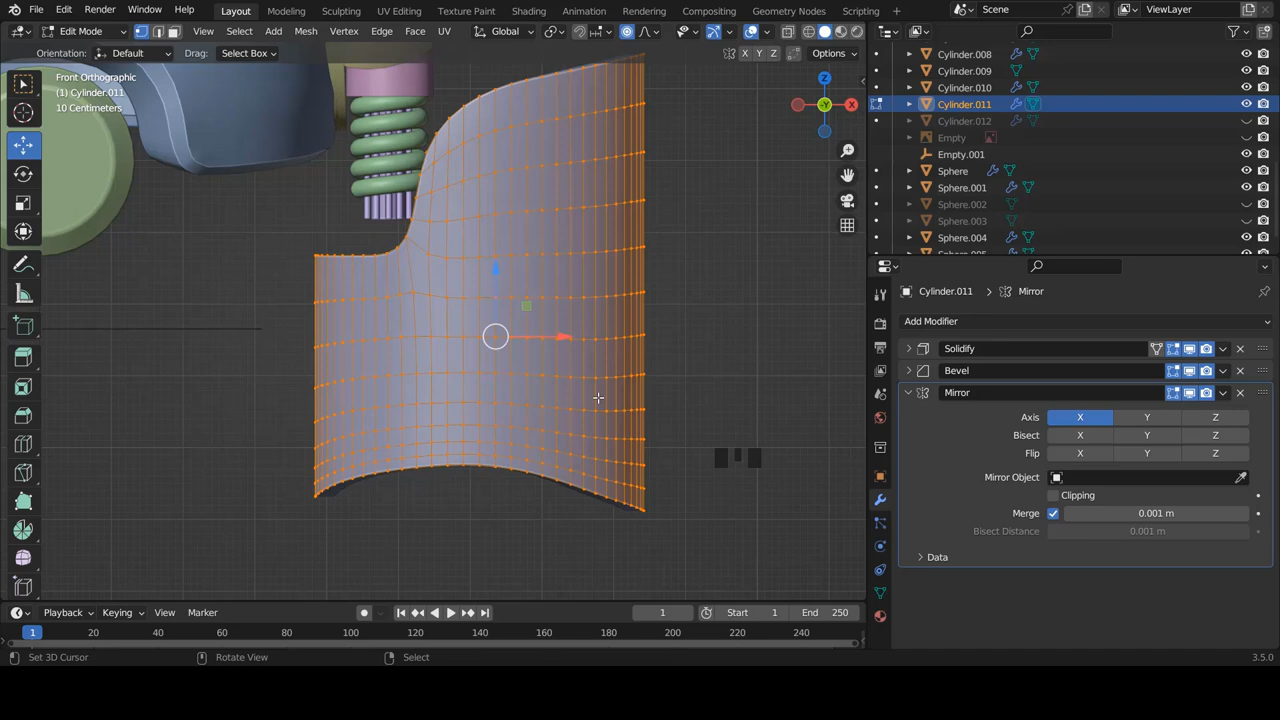 File Edit Render Window Help Layout Modeling Sculpting UV Editing Texture Paint Shading Animation Rendering Compositing Geometry Nodes Scripting Scene ViewLayer
Edit Mode View Select Add Mesh Vertex Edge Face UV Global
Orientation: Default Drag: Select Box X Y Z Options
Front Orthographic
(1) Cylinder.011
10 Centimeters
Z
X
-Y
Cylinder.008
Cylinder.009
Cylinder.010
Cylinder.011
Cylinder.012
Empty
Empty.001
Sphere
Sphere.001
Sphere.002
Sphere.003
Sphere.004
Cylinder.011 > Mirror
Add Modifier
Solidify
Bevel
Mirror
Axis X Y Z
Bisect X Y Z
Flip X Y Z
Mirror Object
Clipping
Merge 0.001 m
Bisect Distance 0.001 m
Data
Playback Keying View Marker 1 Start 1 End 250
1 20 40 60 80 100 120 140 160 180 200 220 240
Set 3D Cursor Rotate View Select 3.5.0